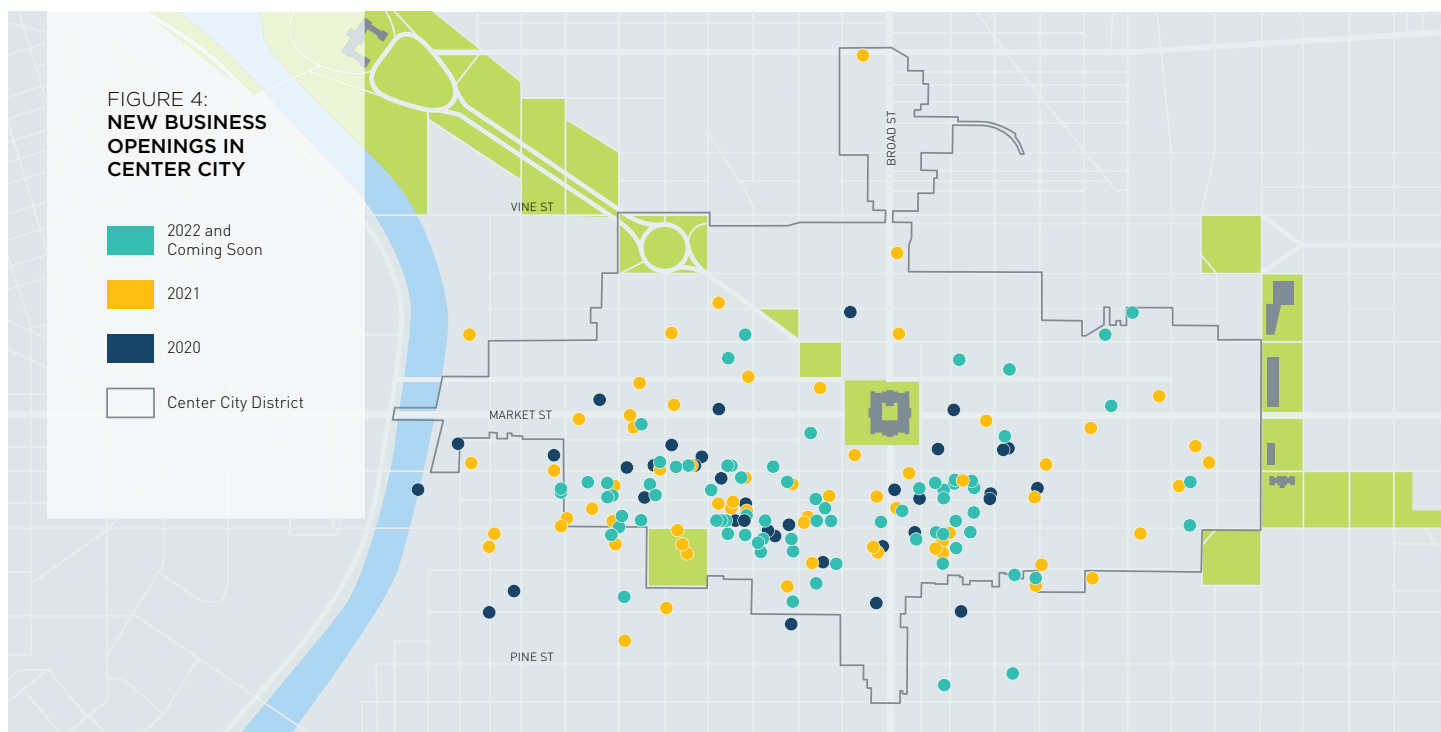 FIGURE 4:
NEW BUSINESS
OPENINGS IN
CENTER CITY
2022 and
Coming Soon
2021
2020
Center City District
VINE ST
BROAD ST
MARKET ST
PINE ST